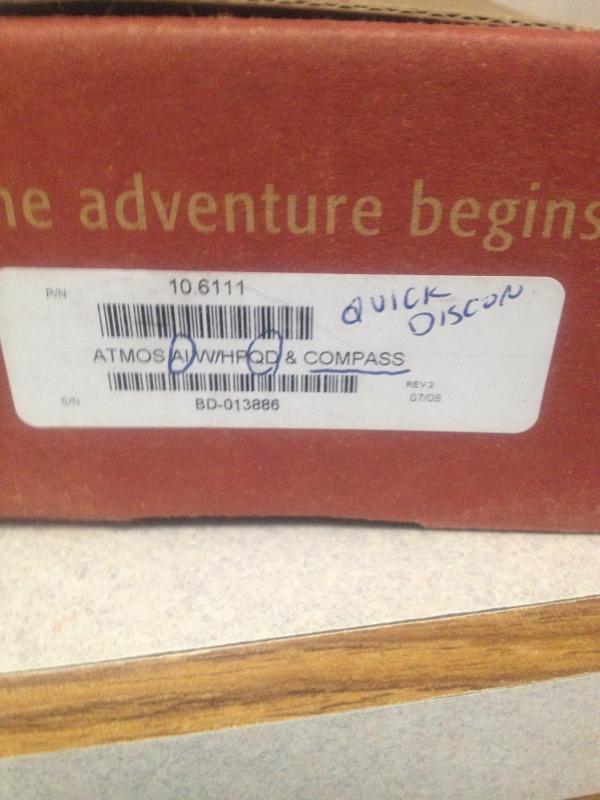 he adventure begins
P/N 10.6111
QUICK
DISCON
ATMOS AI W/HPQD & COMPASS
REV 2
S/N BD-013886 07/08